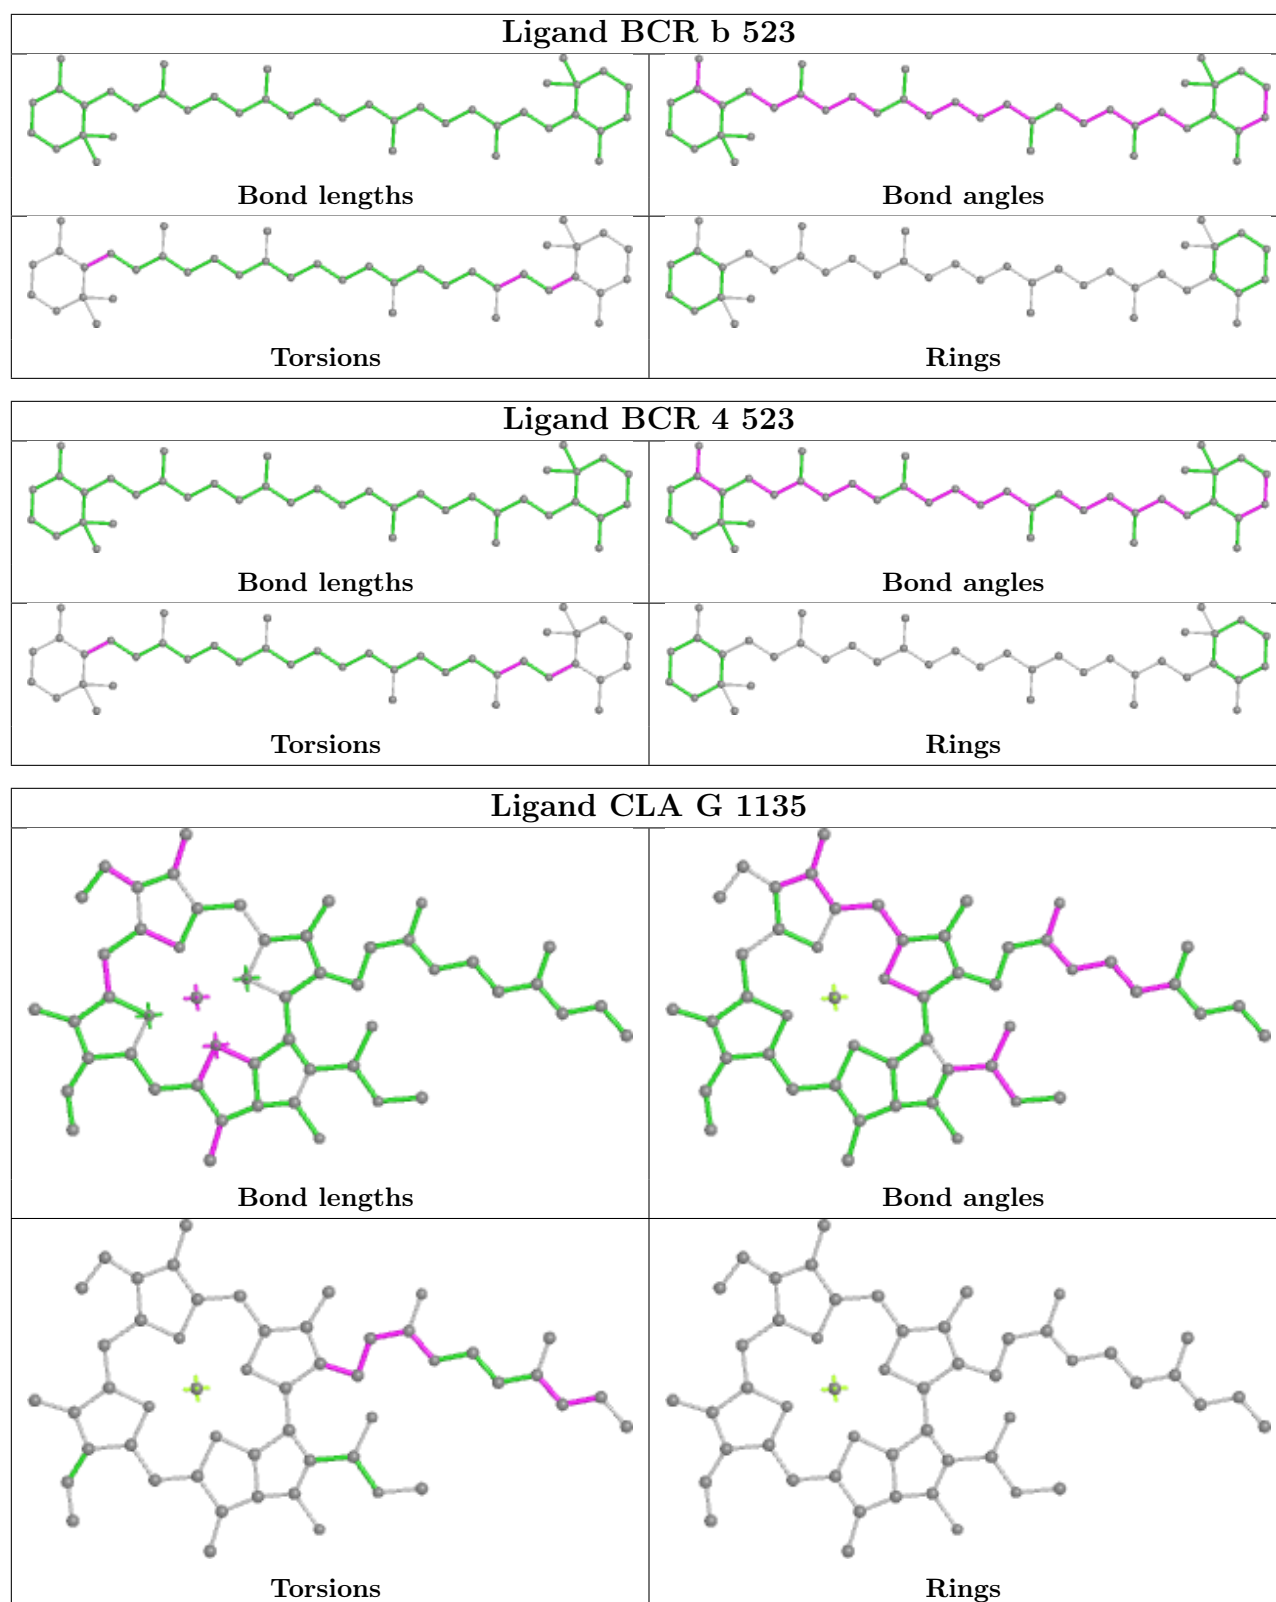 Ligand BCR b 523
Bond lengths
Bond angles
Torsions
Rings
Ligand BCR 4 523
Bond lengths
Bond angles
Torsions
Rings
Ligand CLA G 1135
Bond lengths
Bond angles
Torsions
Rings